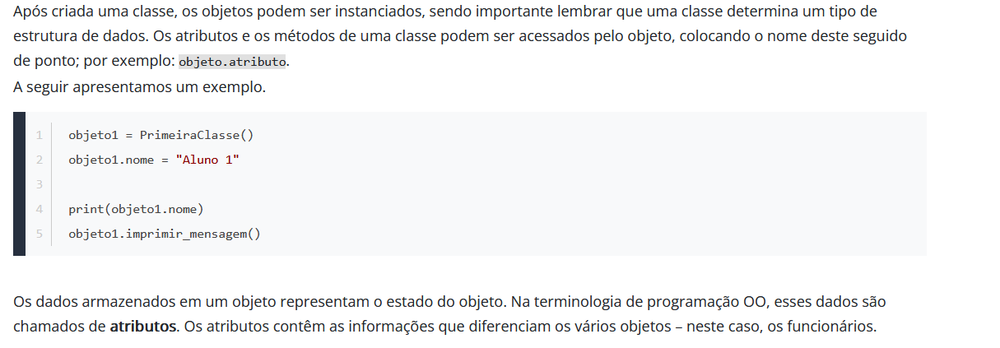 Após criada uma classe, os objetos podem ser instanciados, sendo importante lembrar que uma classe determina um tipo de
estrutura de dados. Os atributos e os métodos de uma classe podem ser acessados pelo objeto, colocando o nome deste seguido
de ponto; por exemplo: objeto.atributo.
A seguir apresentamos um exemplo.
1 objeto1 = PrimeiraClasse()
2 objeto1.nome = "Aluno 1"
3
4 print(objeto1.nome)
5 objeto1.imprimir_mensagem()
Os dados armazenados em um objeto representam o estado do objeto. Na terminologia de programação OO, esses dados são
chamados de atributos. Os atributos contêm as informações que diferenciam os vários objetos – neste caso, os funcionários.